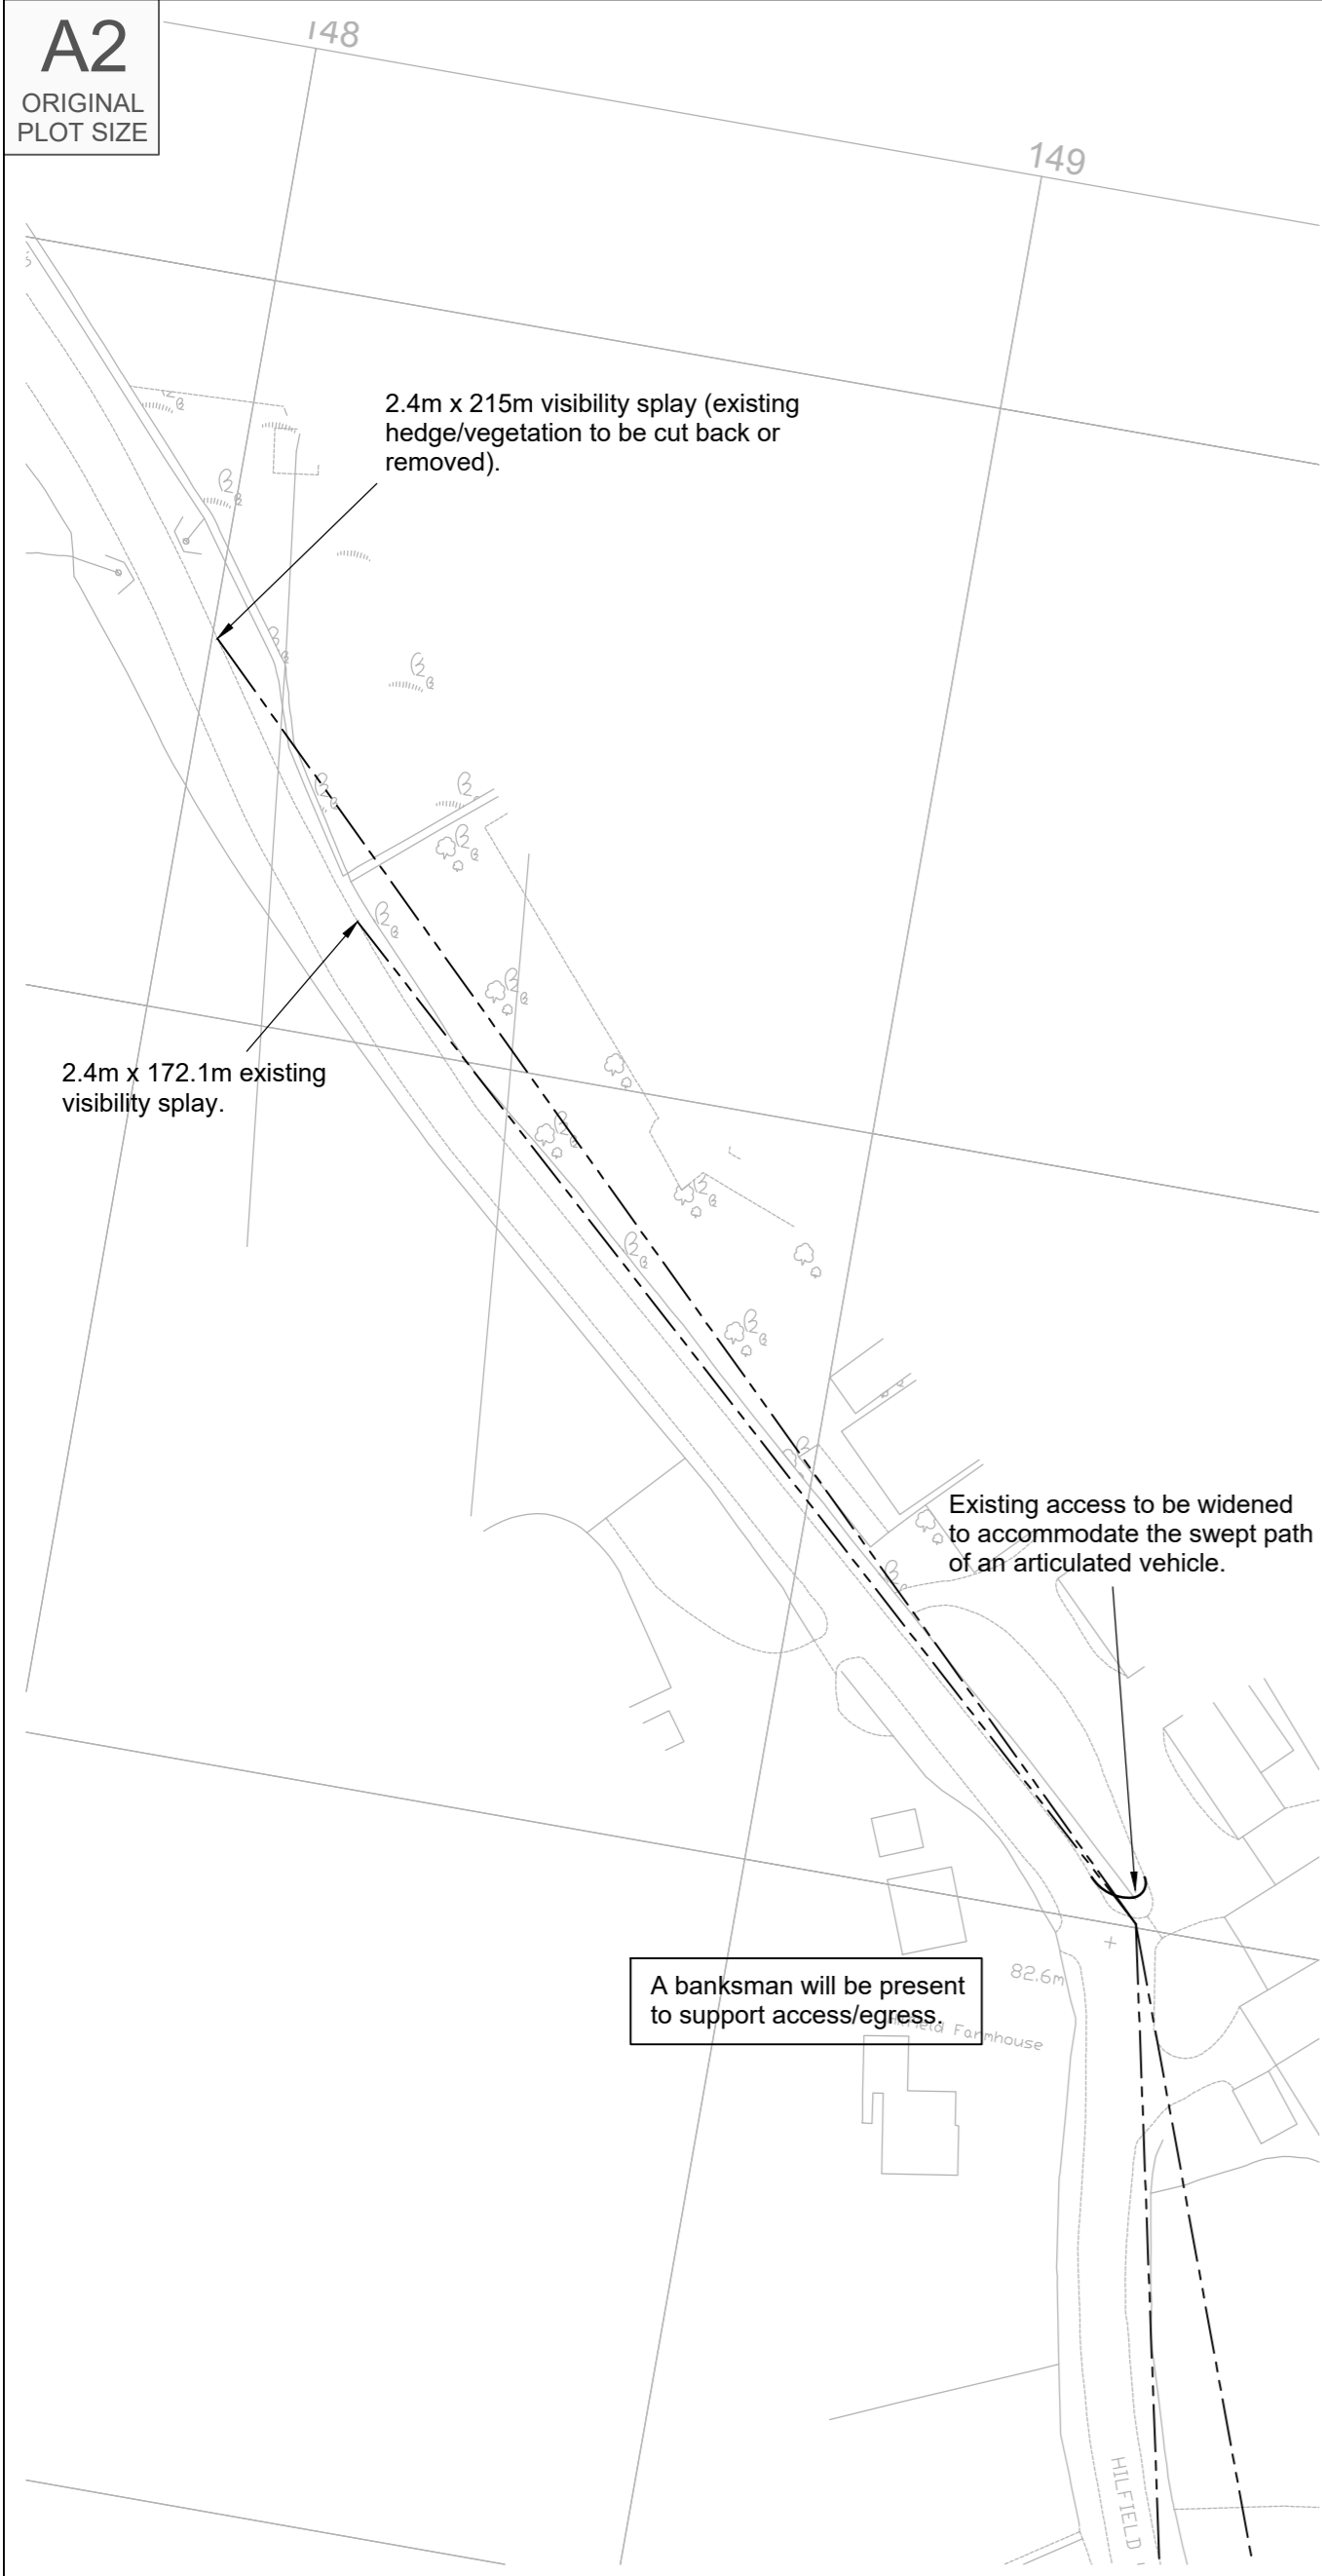 A2
ORIGINAL
PLOT SIZE
148
149
2.4m x 215m visibility splay (existing
hedge/vegetation to be cut back or
removed).
2.4m x 172.1m existing
visibility splay.
Existing access to be widened
to accommodate the swept path
of an articulated vehicle.
A banksman will be present
to support access/egress.
82.6m
Farmhouse
HILFIELD